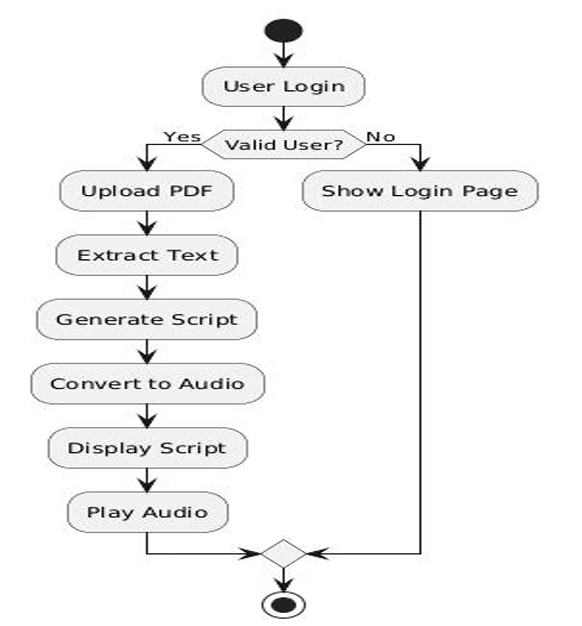 User Login
Yes
Valid User?
No
Upload PDF
Show Login Page
Extract Text
Generate Script
Convert to Audio
Display Script
Play Audio